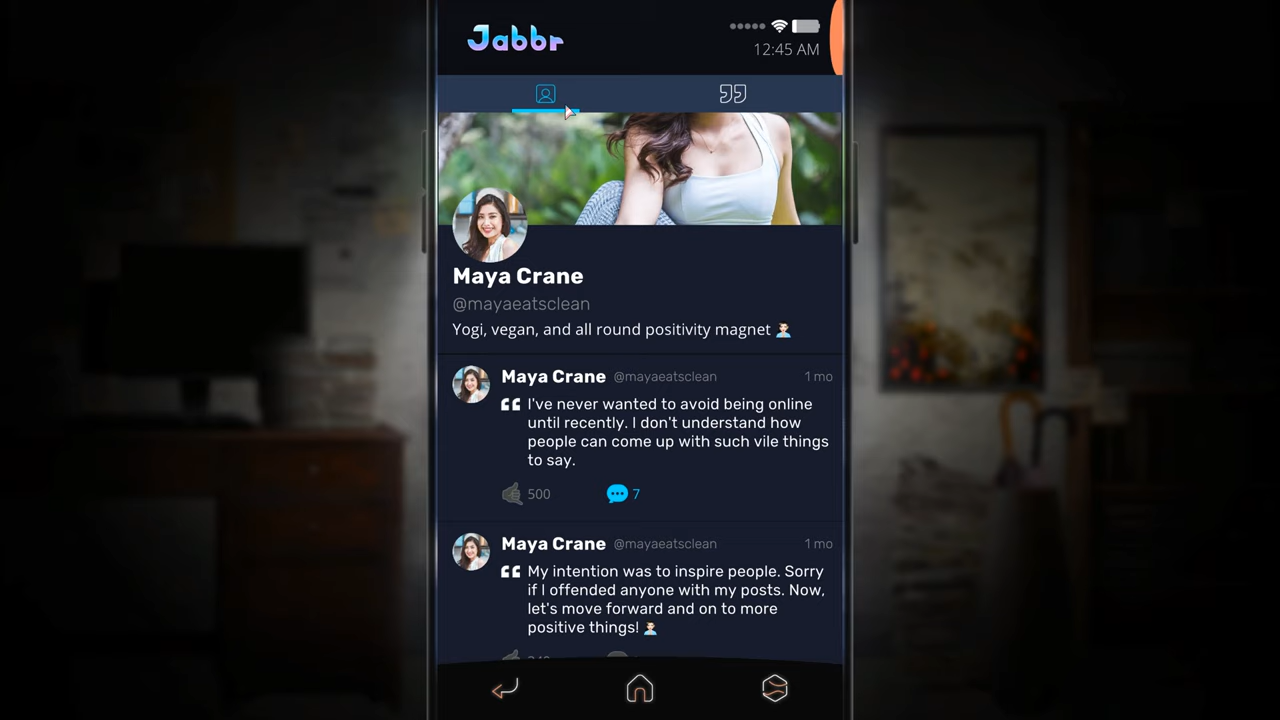 Jabbr
12:45 AM
Maya Crane
@mayaeatsclean
Yogi, vegan, and all round positivity magnet
Maya Crane @mayaeatsclean 1 mo
I've never wanted to avoid being online
until recently. I don't understand how
people can come up with such vile things
to say.
500 7
Maya Crane @mayaeatsclean 1 mo
My intention was to inspire people. Sorry
if I offended anyone with my posts. Now,
let's move forward and on to more
positive things!